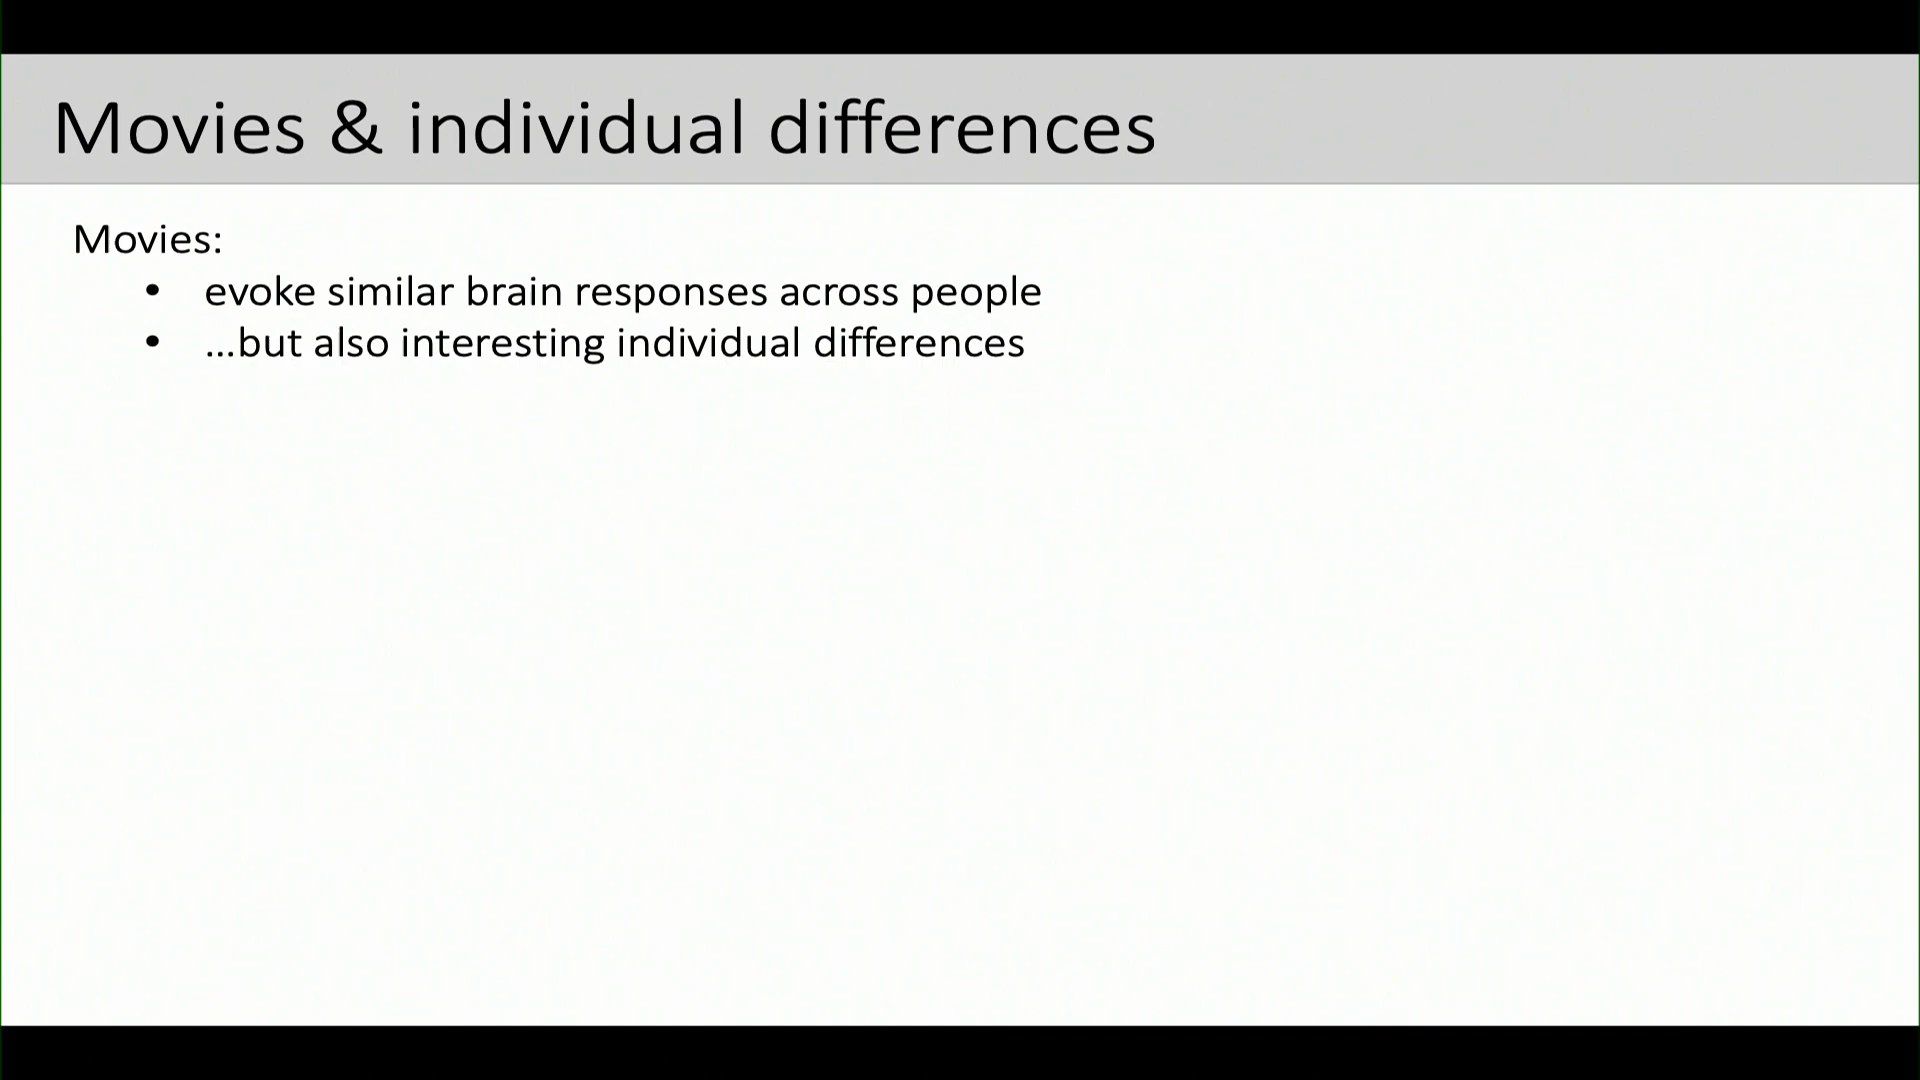 Movies & individual differences
Movies:
• evoke similar brain responses across people
• ...but also interesting individual differences